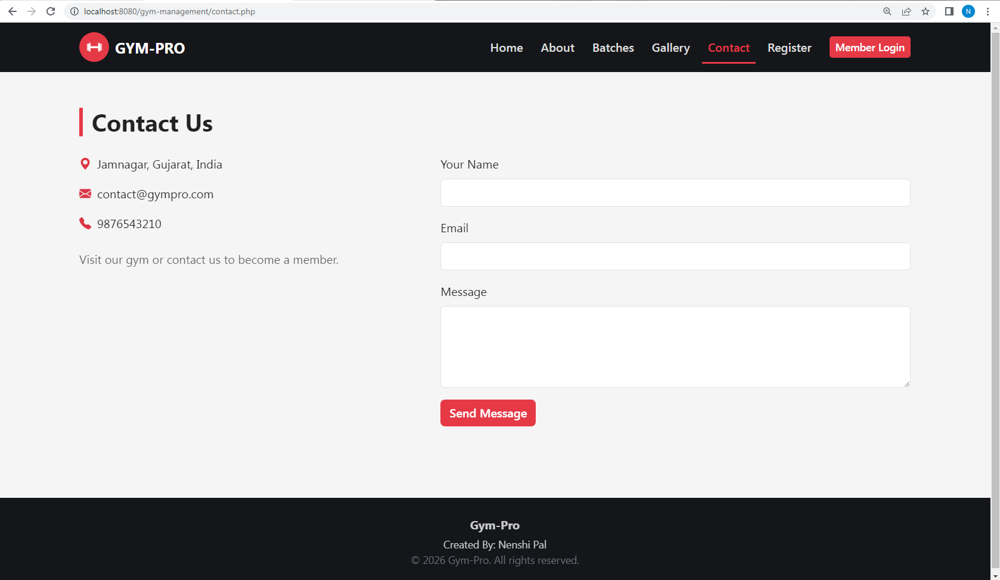 localhost:8080/gym-management/contact.php
N
GYM-PRO
Home About Batches Gallery Contact Register Member Login
Contact Us
Jamnagar, Gujarat, India
contact@gympro.com
9876543210
Visit our gym or contact us to become a member.
Your Name
Email
Message
Send Message
Gym-Pro
Created By: Nenshi Pal
© 2026 Gym-Pro. All rights reserved.